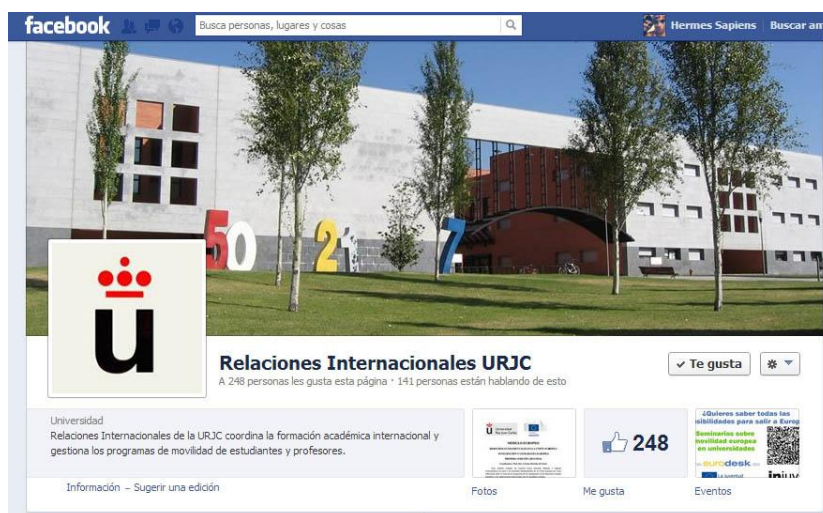 facebook
Busca personas, lugares y cosas
Hermes Sapiens
Buscar am
50 21 7
u
Relaciones Internacionales URJC
Te gusta
A 248 personas les gusta esta página · 141 personas están hablando de esto
Universidad
Relaciones Internacionales de la URJC coordina la formación académica internacional y
gestiona los programas de movilidad de estudiantes y profesores.
Información – Sugerir una edición
248
¿Quieres saber todas las
sibilidades para salir a Europ
Seminarios sobre
movilidad europea
en universidades
eurodesk
injuv
Fotos
Me gusta
Eventos